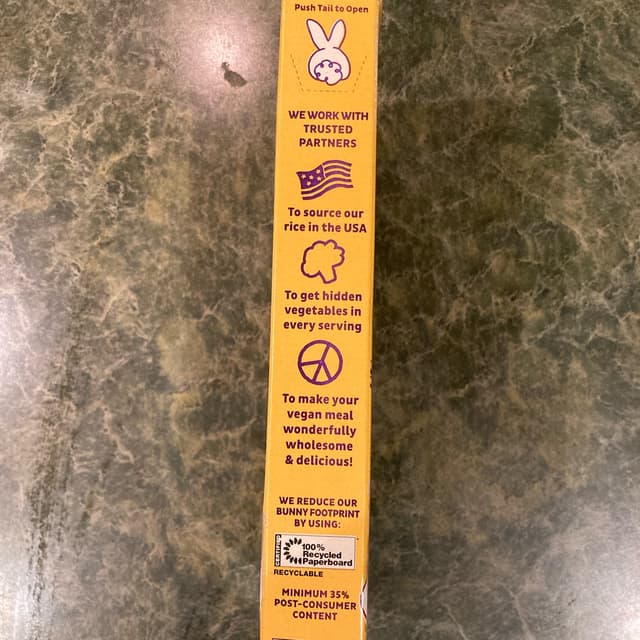 Push Tail to Open
WE WORK WITH
TRUSTED
PARTNERS
To source our
rice in the USA
To get hidden
vegetables in
every serving
To make your
vegan meal
wonderfully
wholesome
& delicious!
WE REDUCE OUR
BUNNY FOOTPRINT
BY USING:
CERTIFIED
100%
Recycled
Paperboard
RECYCLABLE
MINIMUM 35%
POST-CONSUMER
CONTENT